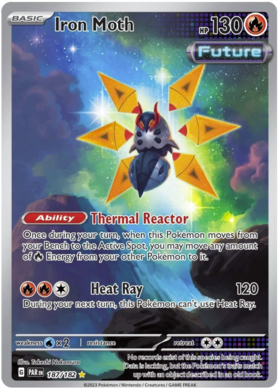 BASIC
Iron Moth
HP 130
Future
Ability Thermal Reactor
Once during your turn, when this Pokémon moves from
your Bench to the Active Spot, you may move any amount
of Energy from your other Pokémon to it.
Heat Ray 120
During your next turn, this Pokémon can't use Heat Ray.
weakness ×2 resistance retreat
Illus. Takeshi Nakamura
G PAR EN 187/182
No records exist of this species being caught.
Data is lacking, but the Pokémon's traits match
up with an object described in an old book.
©2023 Pokémon / Nintendo / Creatures / GAME FREAK